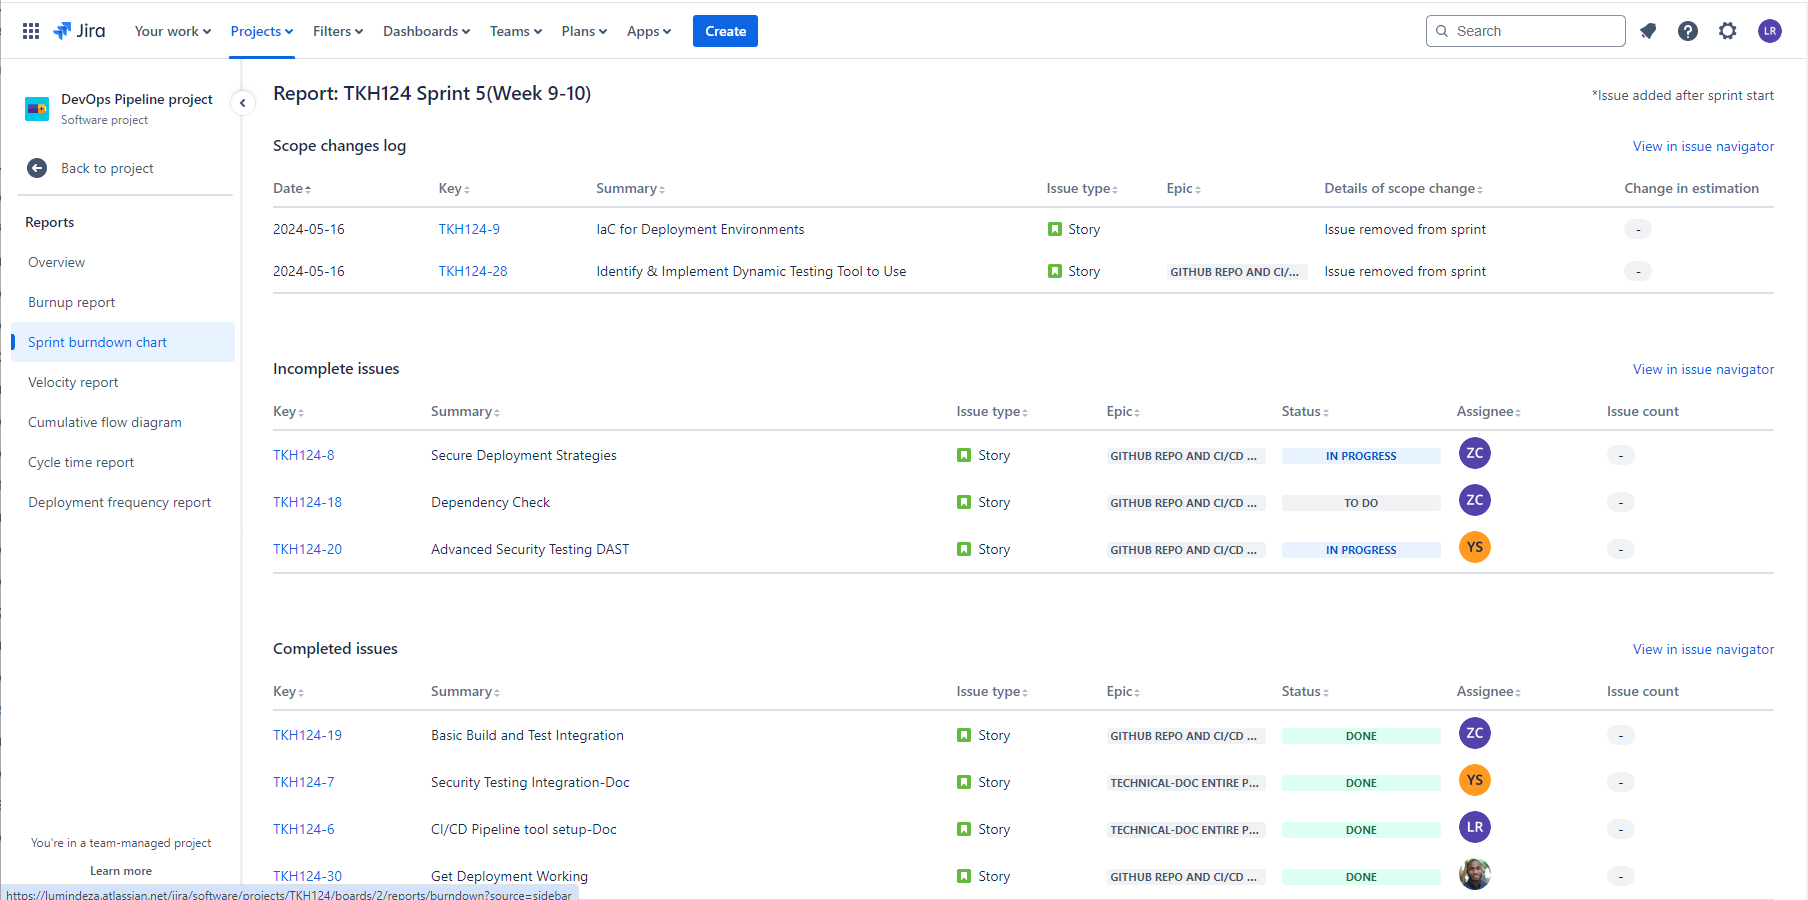 Jira Your work Projects Filters Dashboards Teams Plans Apps Create Search LR
DevOps Pipeline project
Software project
Back to project
Reports
Overview
Burnup report
Sprint burndown chart
Velocity report
Cumulative flow diagram
Cycle time report
Deployment frequency report
You're in a team-managed project
Learn more
https://lumindeza.atlassian.net/jira/software/projects/TKH124/boards/2/reports/burndown?source=sidebar
Report: TKH124 Sprint 5(Week 9-10)
*Issue added after sprint start
Scope changes log View in issue navigator
Date Key Summary Issue type Epic Details of scope change Change in estimation
2024-05-16 TKH124-9 IaC for Deployment Environments Story Issue removed from sprint -
2024-05-16 TKH124-28 Identify & Implement Dynamic Testing Tool to Use Story GITHUB REPO AND CI/... Issue removed from sprint -
Incomplete issues View in issue navigator
Key Summary Issue type Epic Status Assignee Issue count
TKH124-8 Secure Deployment Strategies Story GITHUB REPO AND CI/CD ... IN PROGRESS ZC -
TKH124-18 Dependency Check Story GITHUB REPO AND CI/CD ... TO DO ZC -
TKH124-20 Advanced Security Testing DAST Story GITHUB REPO AND CI/CD ... IN PROGRESS YS -
Completed issues View in issue navigator
Key Summary Issue type Epic Status Assignee Issue count
TKH124-19 Basic Build and Test Integration Story GITHUB REPO AND CI/CD ... DONE ZC -
TKH124-7 Security Testing Integration-Doc Story TECHNICAL-DOC ENTIRE P... DONE YS -
TKH124-6 CI/CD Pipeline tool setup-Doc Story TECHNICAL-DOC ENTIRE P... DONE LR -
TKH124-30 Get Deployment Working Story GITHUB REPO AND CI/CD ... DONE -